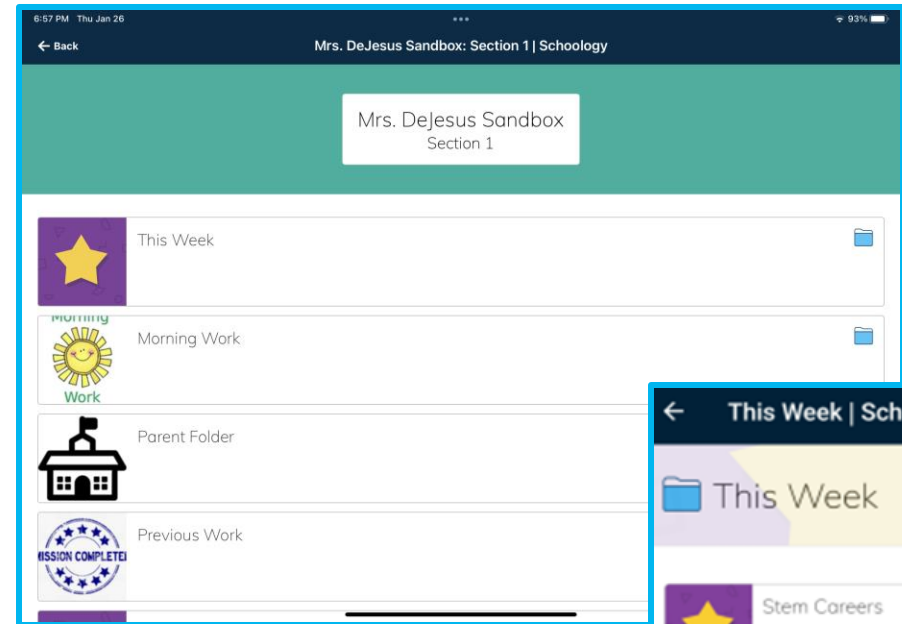 6:57 PM Thu Jan 26
93%
← Back
Mrs. DeJesus Sandbox: Section 1 | Schoology
Mrs. DeJesus Sandbox
Section 1
This Week
Morning
Work
Morning Work
Parent Folder
MISSION COMPLETED
Previous Work
← This Week | Sch
This Week
Stem Careers